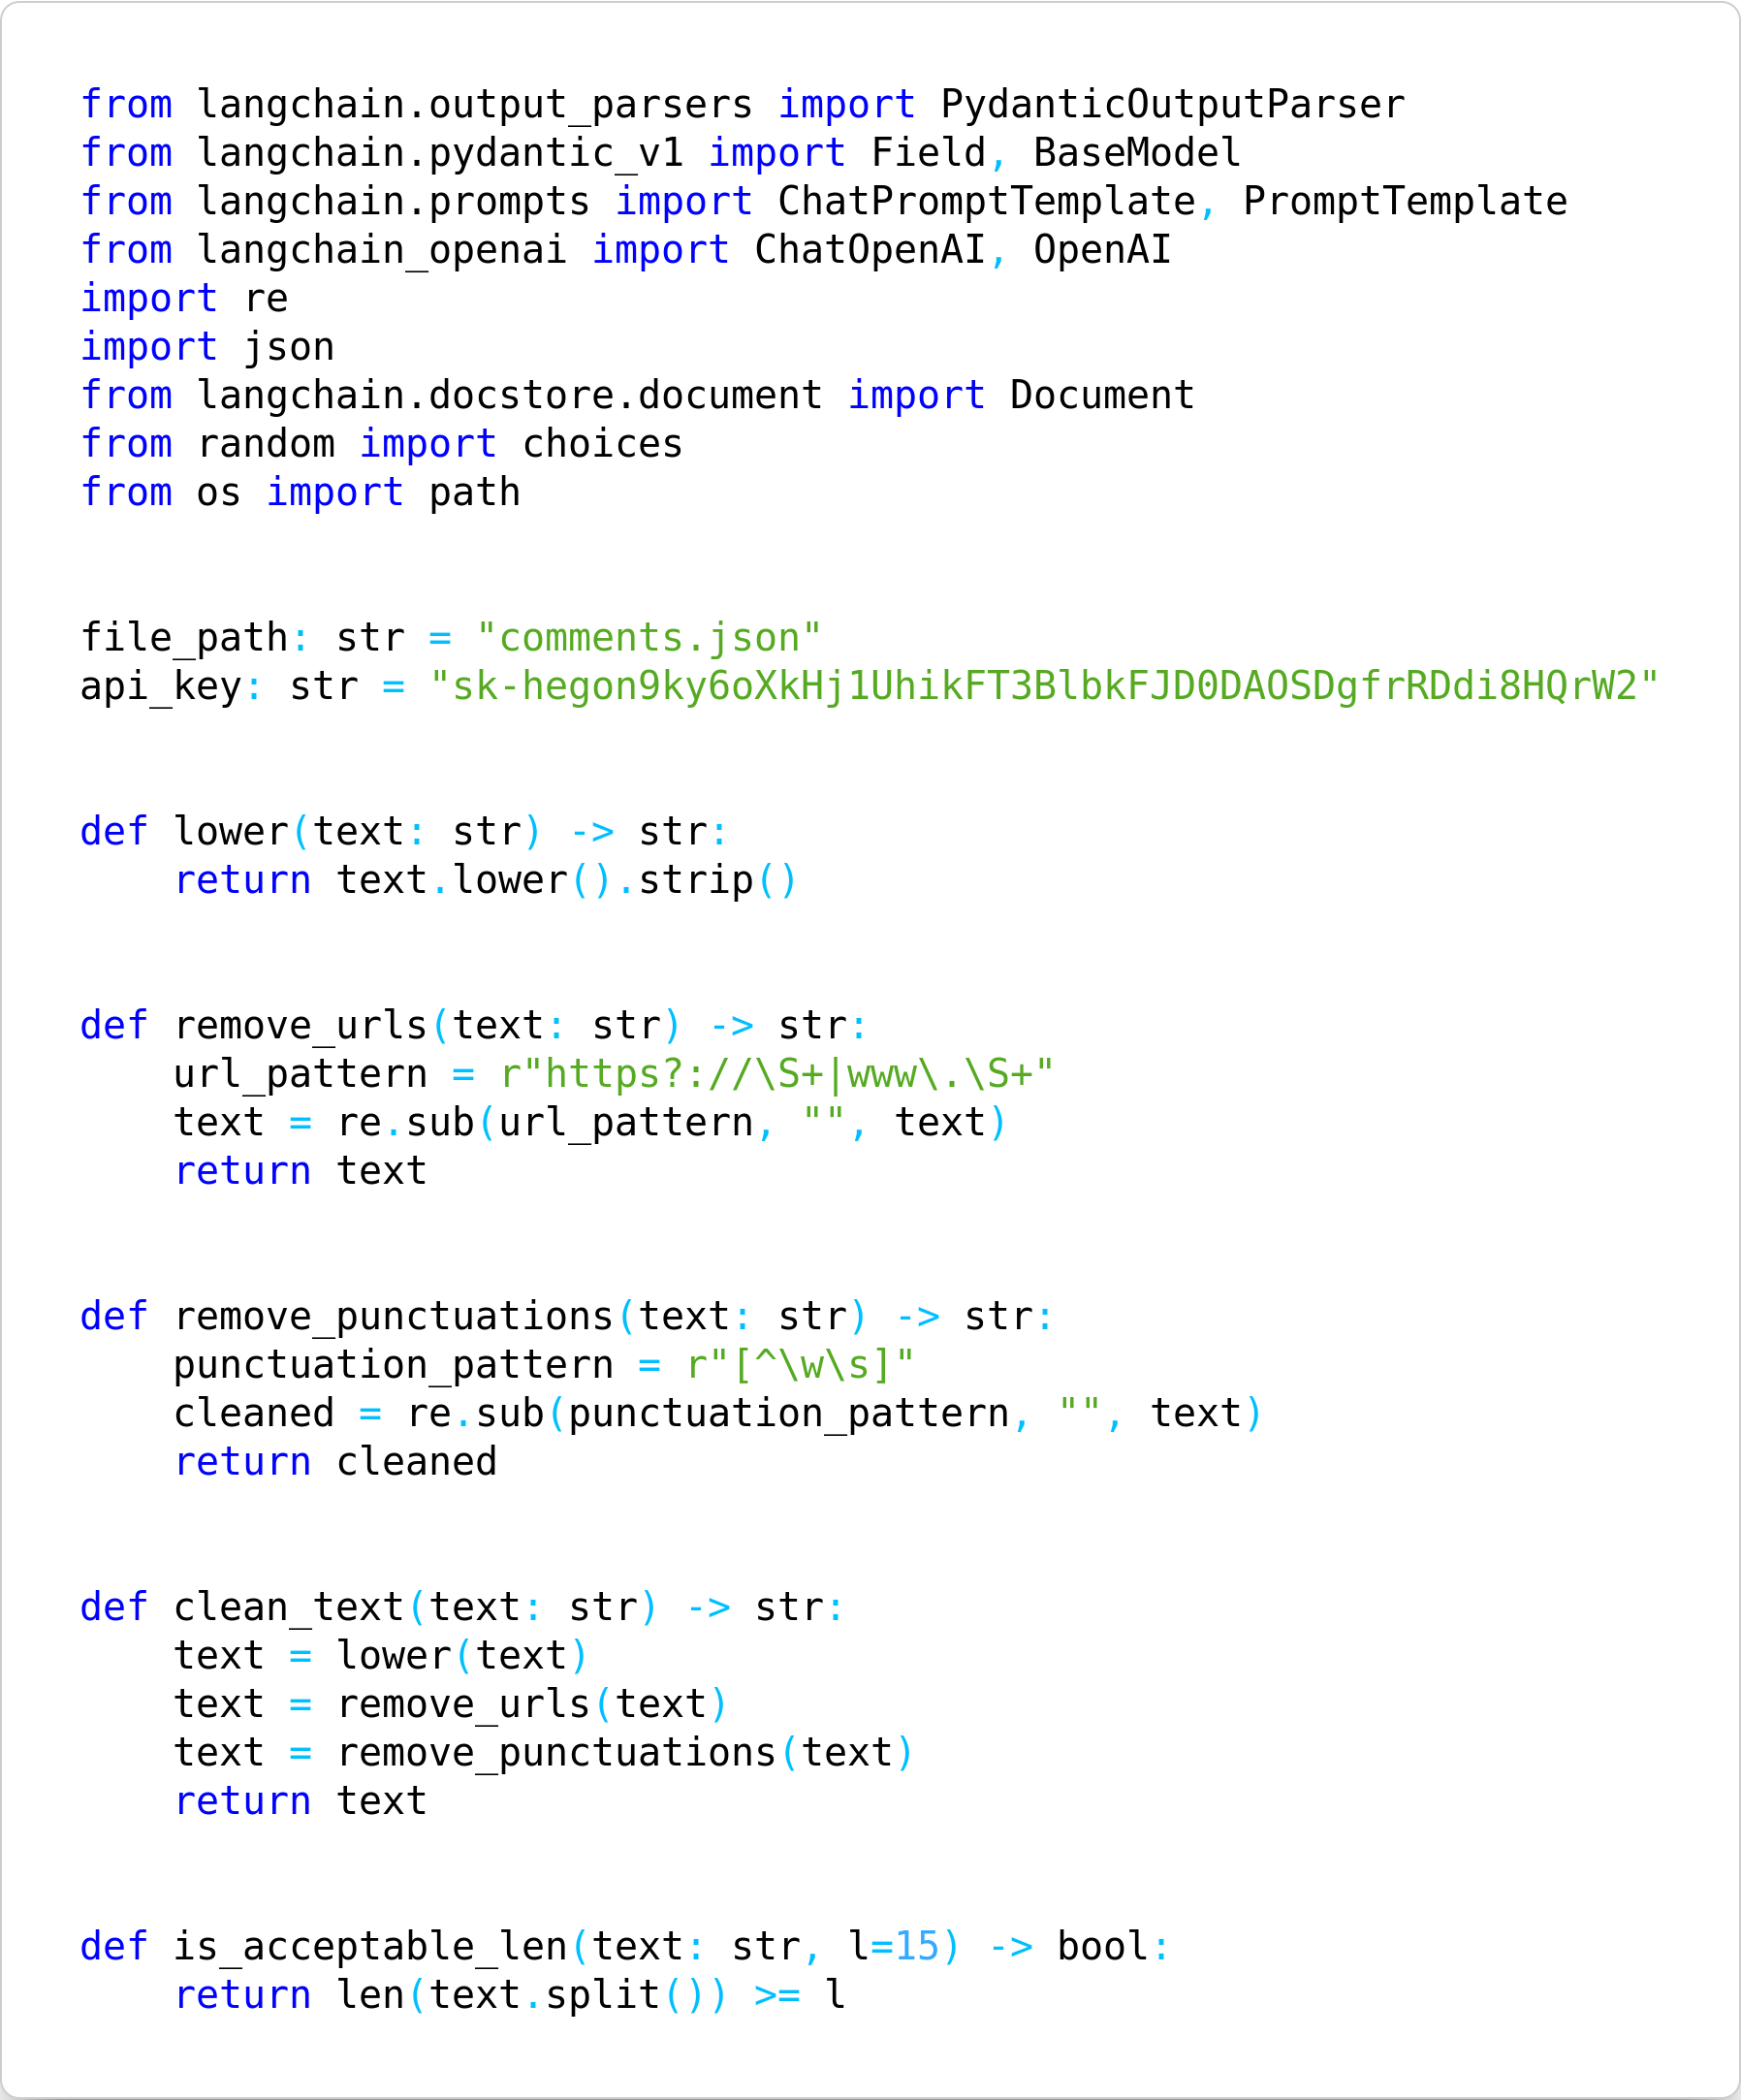 from langchain.output_parsers import PydanticOutputParser
from langchain.pydantic_v1 import Field, BaseModel
from langchain.prompts import ChatPromptTemplate, PromptTemplate
from langchain_openai import ChatOpenAI, OpenAI
import re
import json
from langchain.docstore.document import Document
from random import choices
from os import path


file_path: str = "comments.json"
api_key: str = "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"


def lower(text: str) -> str:
    return text.lower().strip()


def remove_urls(text: str) -> str:
    url_pattern = r"https?://\S+|www\.\S+"
    text = re.sub(url_pattern, "", text)
    return text


def remove_punctuations(text: str) -> str:
    punctuation_pattern = r"[^\w\s]"
    cleaned = re.sub(punctuation_pattern, "", text)
    return cleaned


def clean_text(text: str) -> str:
    text = lower(text)
    text = remove_urls(text)
    text = remove_punctuations(text)
    return text


def is_acceptable_len(text: str, l=15) -> bool:
    return len(text.split()) >= l